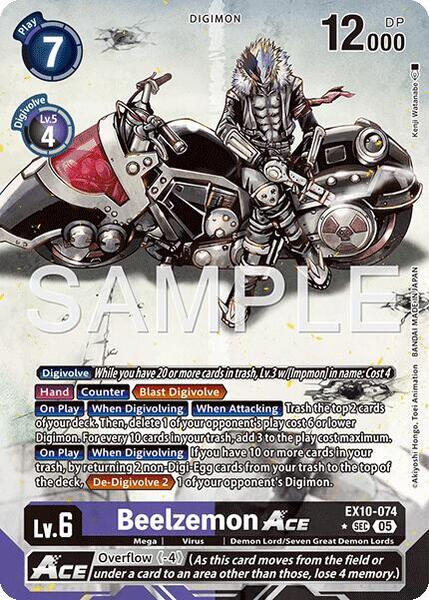 DIGIMON
Play
7
12000
DP
Digivolve
Lv.5
4
Kenji Watanabe
SAMPLE
©Akiyoshi Hongo, Toei Animation BANDAI MADE IN JAPAN
Digivolve While you have 20 or more cards in trash, Lv.3 w/[Impmon] in name: Cost 4
Hand Counter Blast Digivolve
On Play When Digivolving When Attacking Trash the top 2 cards
of your deck. Then, delete 1 of your opponent's play cost 6 or lower
Digimon. For every 10 cards in your trash, add 3 to the play cost maximum.
On Play When Digivolving If you have 10 or more cards in your
trash, by returning 2 non-Digi-Egg cards from your trash to the top of
the deck, De-Digivolve 2 1 of your opponent's Digimon.
Lv.6
Beelzemon ACE
EX10-074
SEC 05
Mega | Virus | Demon Lord/Seven Great Demon Lords
ACE
Overflow 《-4》 (As this card moves from the field or
under a card to an area other than those, lose 4 memory.)